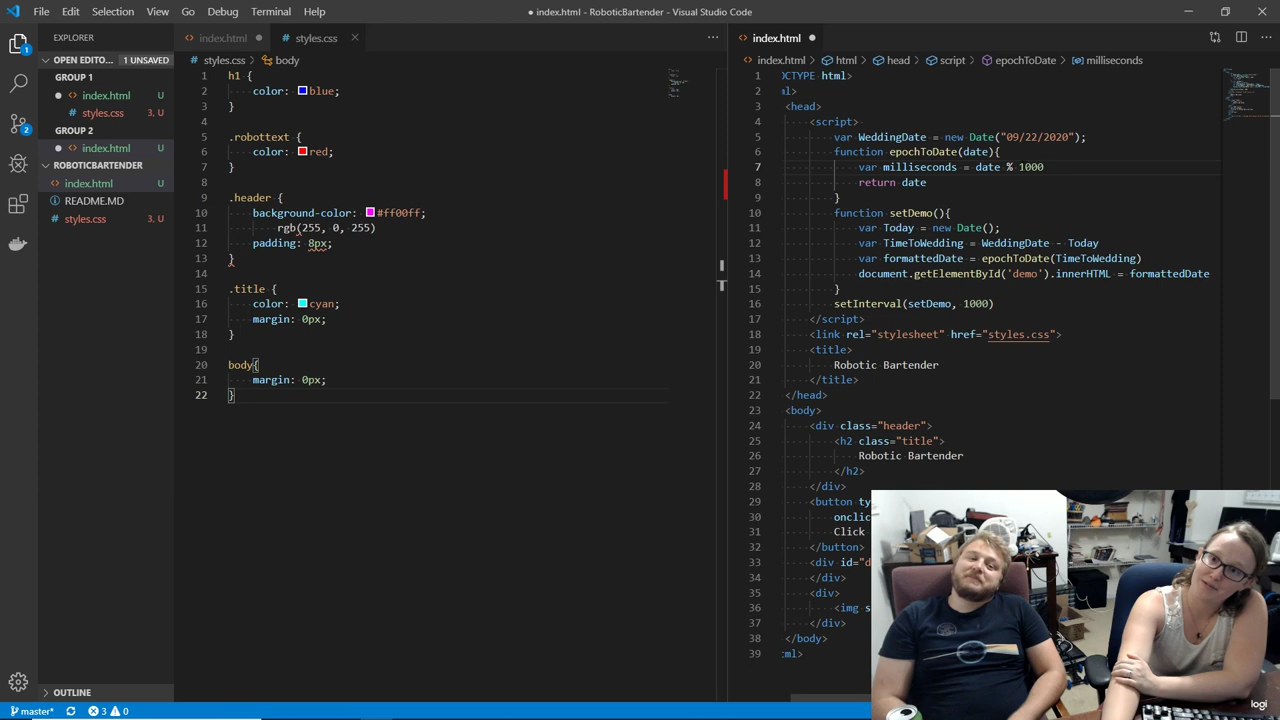 File Edit Selection View Go Debug Terminal Help
● index.html - RoboticBartender - Visual Studio Code
EXPLORER
OPEN EDITO... 1 UNSAVED
GROUP 1
index.html U
styles.css 3, U
GROUP 2
index.html U
ROBOTICBARTENDER
index.html U
README.MD
styles.css 3, U
OUTLINE
index.html
styles.css
styles.css > body
1 h1 {
2 color: blue;
3 }
4
5 .robottext {
6 color: red;
7 }
8
9 .header {
10 background-color: #ff00ff;
11 rgb(255, 0, 255)
12 padding: 8px;
13 }
14
15 .title {
16 color: cyan;
17 margin: 0px;
18 }
19
20 body{
21 margin: 0px;
22 }
index.html
index.html > html > head > script > epochToDate > milliseconds
1 OCTYPE html>
2 ml>
3 <head>
4 <script>
5 var WeddingDate = new Date("09/22/2020");
6 function epochToDate(date){
7 var milliseconds = date % 1000
8 return date
9 }
10 function setDemo(){
11 var Today = new Date();
12 var TimeToWedding = WeddingDate - Today
13 var formattedDate = epochToDate(TimeToWedding)
14 document.getElementById('demo').innerHTML = formattedDate
15 }
16 setInterval(setDemo, 1000)
17 </script>
18 <link rel="stylesheet" href="styles.css">
19 <title>
20 Robotic Bartender
21 </title>
22 </head>
23 <body>
24 <div class="header">
25 <h2 class="title">
26 Robotic Bartender
27 </h2>
28 </div>
29 <button ty
30 onclic
31 Click
32 </button>
33 <div id="d
34 </div>
35 <div>
36 <img s
37 </div>
38 </body>
39 ml>
master* 3 0
logi